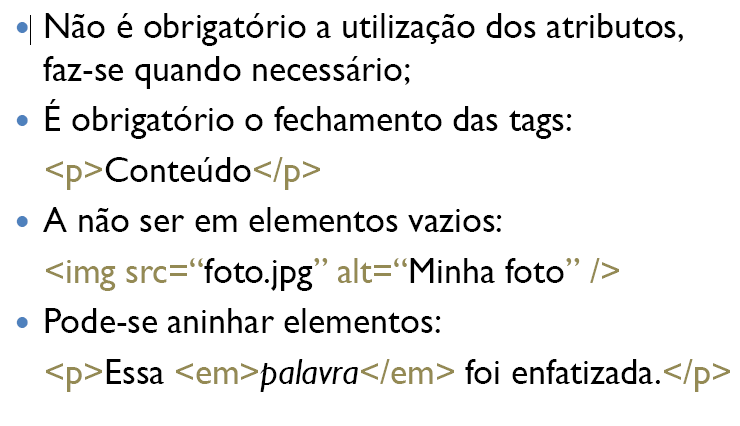 • Não é obrigatório a utilização dos atributos,
faz-se quando necessário;
• É obrigatório o fechamento das tags:
<p>Conteúdo</p>
• A não ser em elementos vazios:
<img src=“foto.jpg” alt=“Minha foto” />
• Pode-se aninhar elementos:
<p>Essa <em>palavra</em> foi enfatizada.</p>